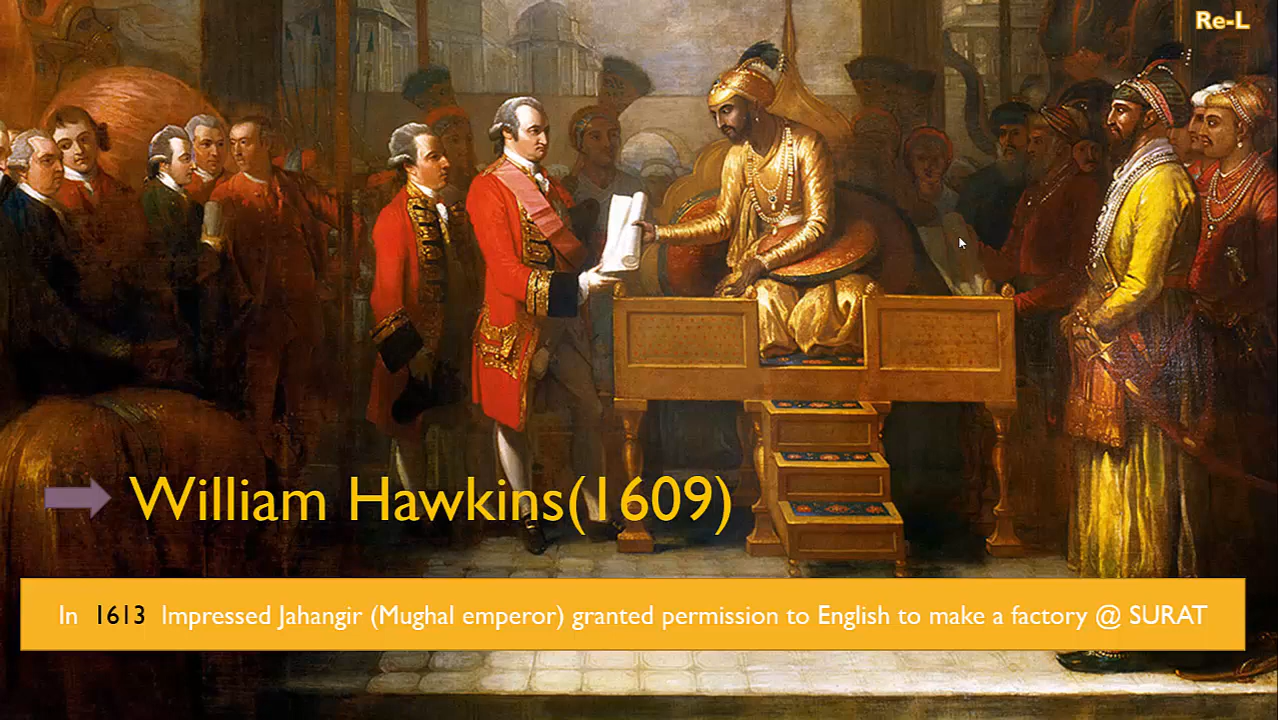 Re-L
William Hawkins(1609)
In 1613 Impressed Jahangir (Mughal emperor) granted permission to English to make a factory @ SURAT